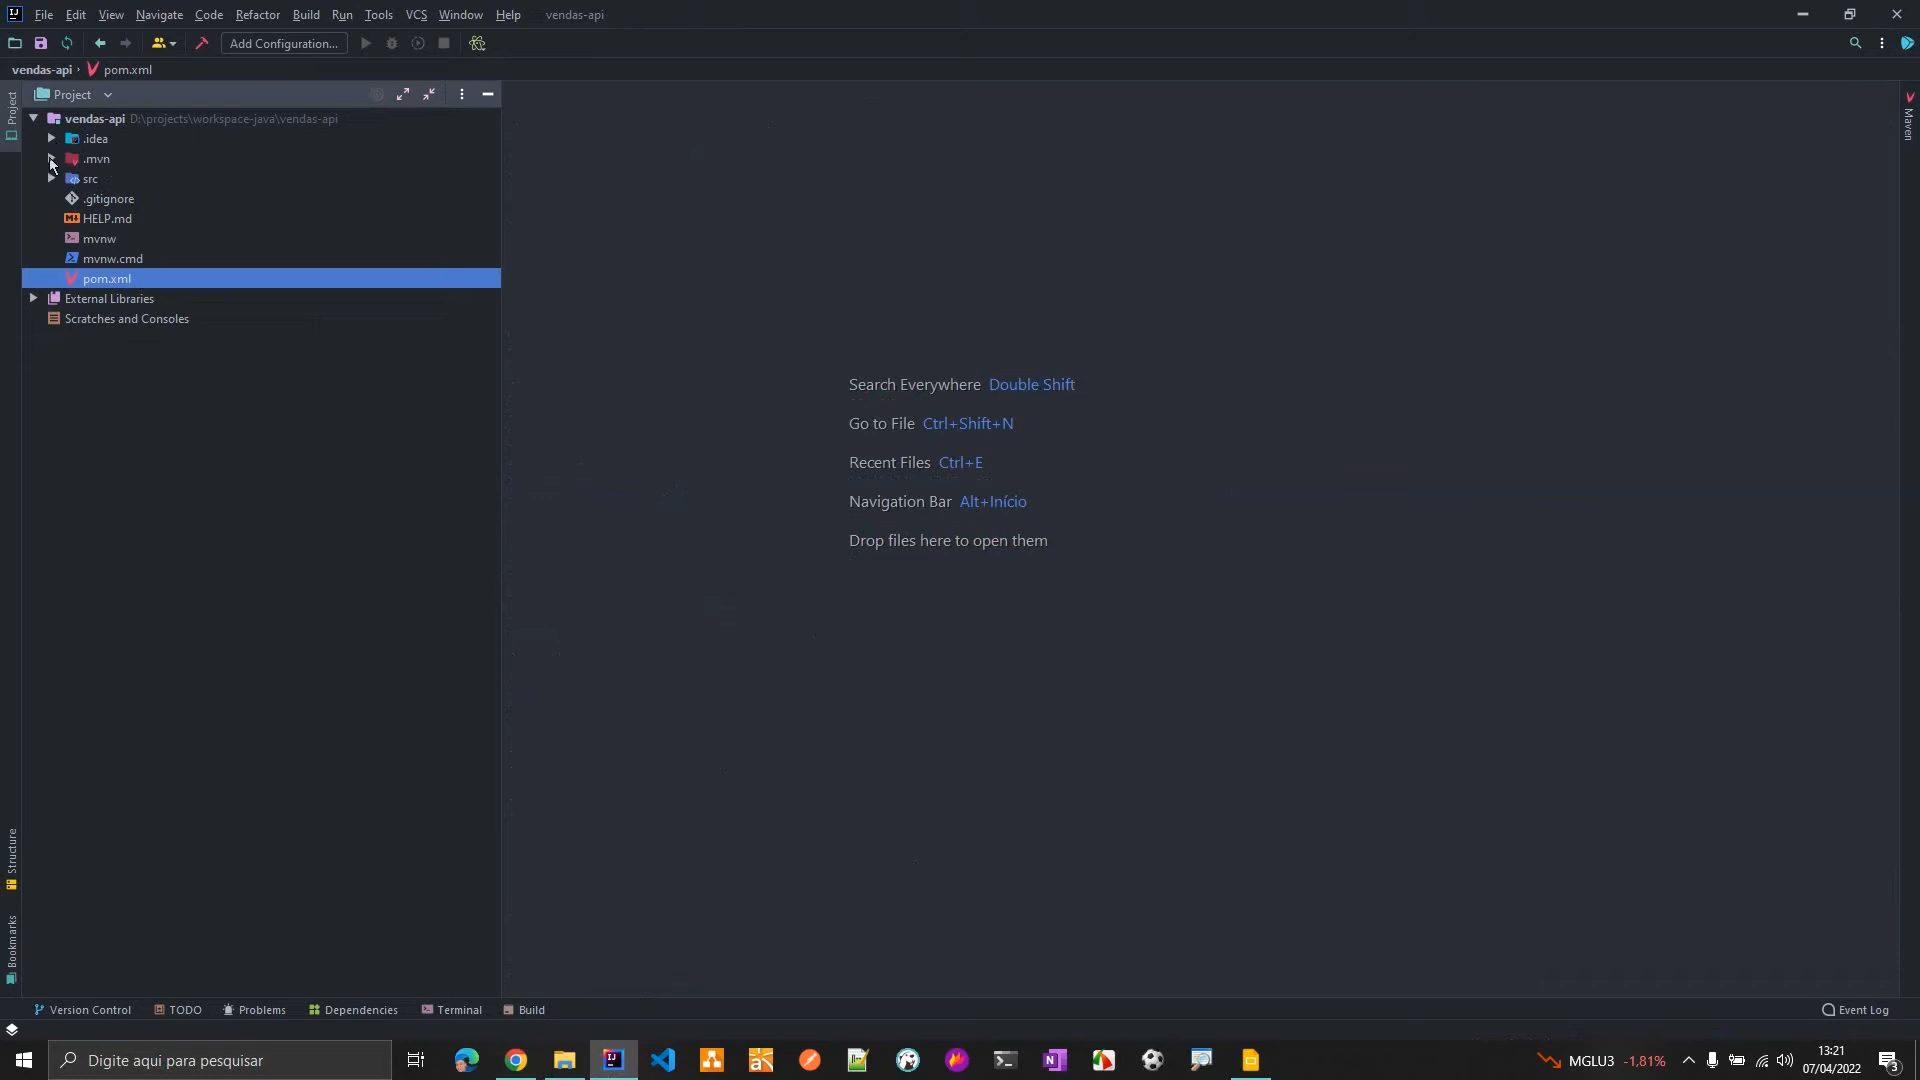 File Edit View Navigate Code Refactor Build Run Tools VCS Window Help vendas-api
Add Configuration...
vendas-api pom.xml
Project
Project
vendas-api D:\projects\workspace-java\vendas-api
.idea
.mvn
src
.gitignore
HELP.md
mvnw
mvnw.cmd
pom.xml
External Libraries
Scratches and Consoles
Maven
Search Everywhere Double Shift
Go to File Ctrl+Shift+N
Recent Files Ctrl+E
Navigation Bar Alt+Início
Drop files here to open them
Structure
Bookmarks
Version Control TODO Problems Dependencies Terminal Build Event Log
Digite aqui para pesquisar
MGLU3 -1,81%
13:21
07/04/2022
3